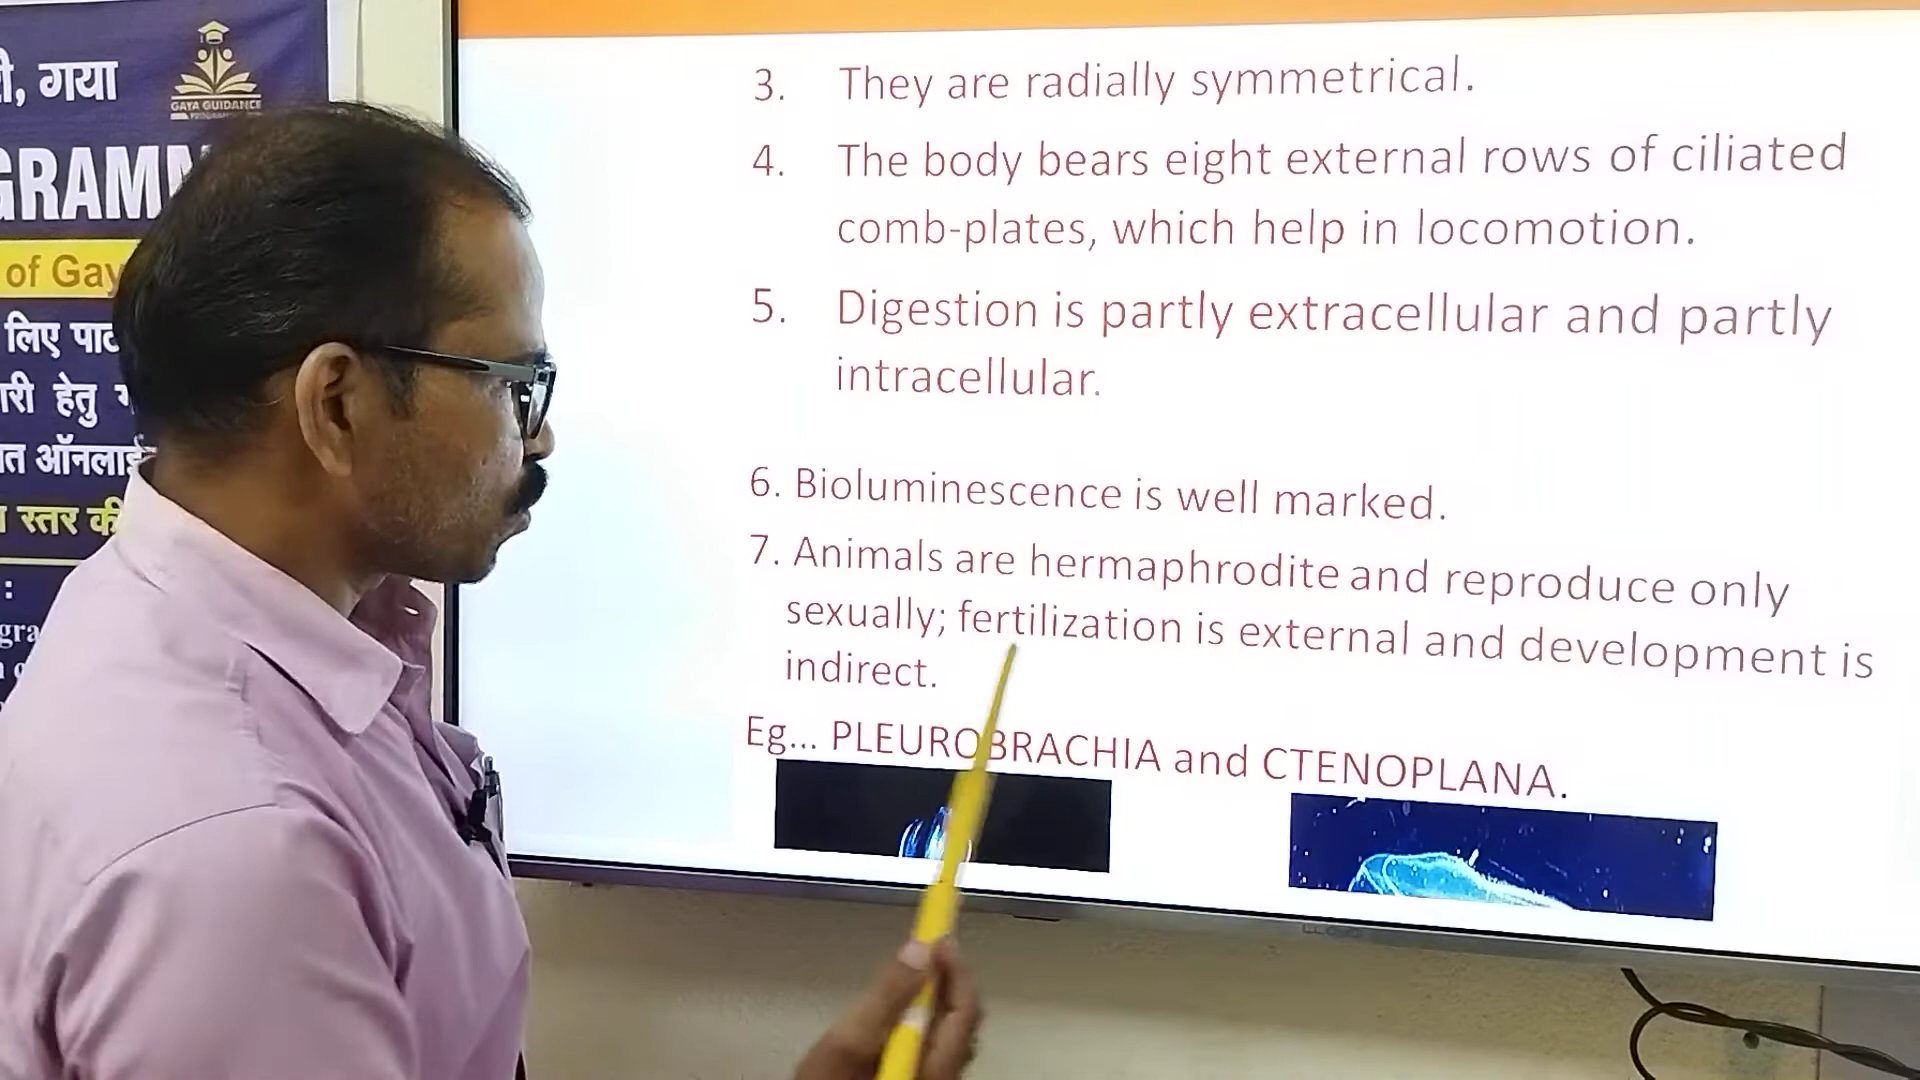 गया
GAYA GUIDANCE
of Gay
लिए
हेतु
स्तर की
:
3. They are radially symmetrical.
4. The body bears eight external rows of ciliated
comb-plates, which help in locomotion.
5. Digestion is partly extracellular and partly
intracellular.
6. Bioluminescence is well marked.
7. Animals are hermaphrodite and reproduce only
sexually; fertilization is external and development is
indirect.
Eg... PLEUROBRACHIA and CTENOPLANA.